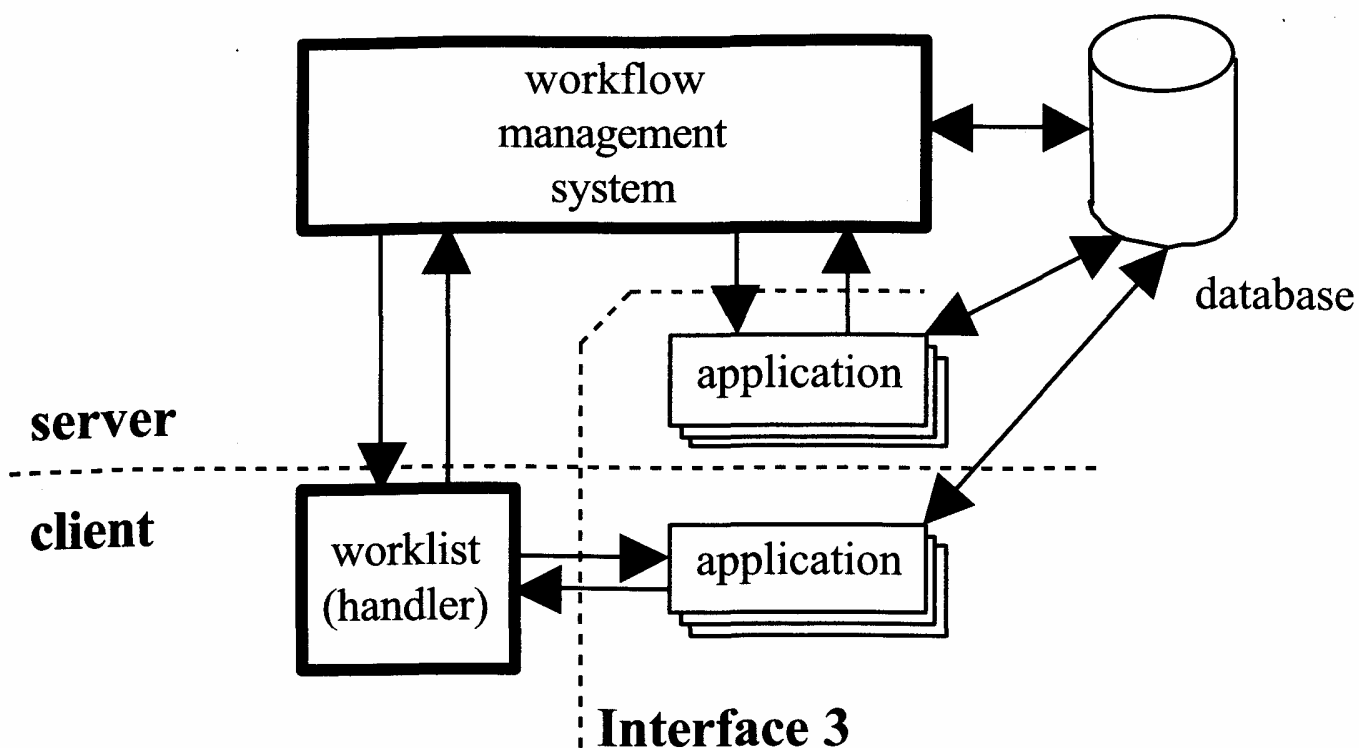 workflow
management
system
database
application
server
client
worklist
(handler)
application
Interface 3